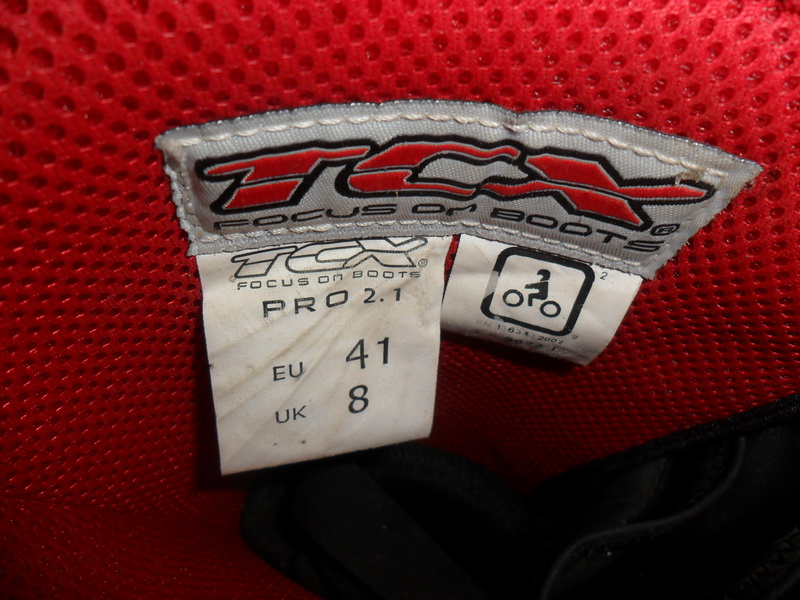 TCX
FOCUS ON BOOTS®
TCX®
FOCUS ON BOOTS
PRO 2.1
EU 41
UK 8
2